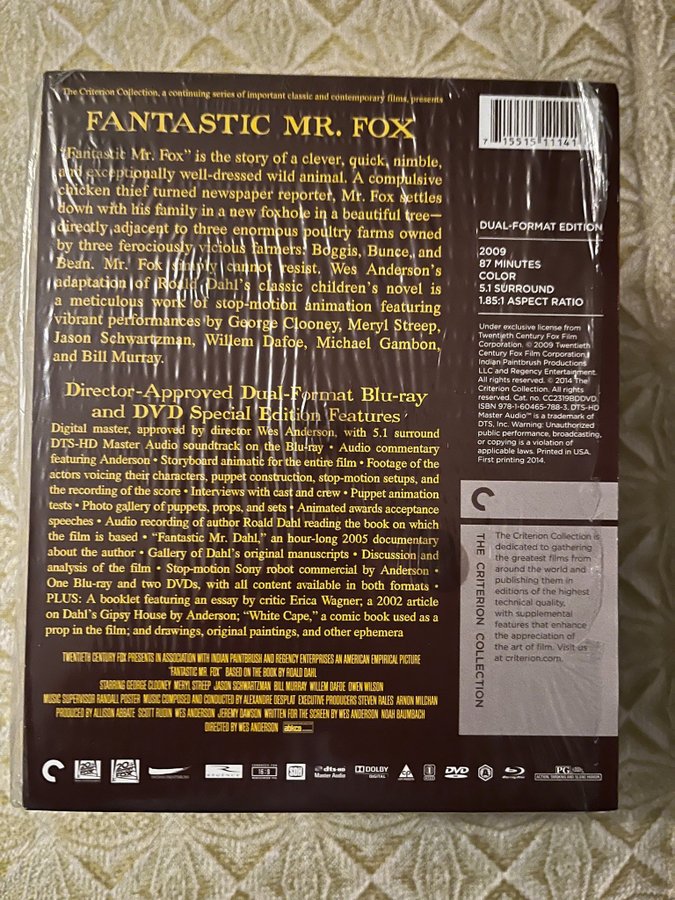 The Criterion Collection, a continuing series of important classic and contemporary films, presents
FANTASTIC MR. FOX
"Fantastic Mr. Fox" is the story of a clever, quick, nimble,
and exceptionally well-dressed wild animal. A compulsive
chicken thief turned newspaper reporter, Mr. Fox settles
down with his family in a new foxhole in a beautiful tree—
directly adjacent to three enormous poultry farms owned
by three ferociously vicious farmers: Boggis, Bunce, and
Bean. Mr. Fox simply cannot resist. Wes Anderson's
adaptation of Roald Dahl's classic children's novel is
a meticulous work of stop-motion animation featuring
vibrant performances by George Clooney, Meryl Streep,
Jason Schwartzman, Willem Dafoe, Michael Gambon,
and Bill Murray.
Director-Approved Dual-Format Blu-ray
and DVD Special Edition Features
Digital master, approved by director Wes Anderson, with 5.1 surround
DTS-HD Master Audio soundtrack on the Blu-ray • Audio commentary
featuring Anderson • Storyboard animatic for the entire film • Footage of the
actors voicing their characters, puppet construction, stop-motion setups, and
the recording of the score • Interviews with cast and crew • Puppet animation
tests • Photo gallery of puppets, props, and sets • Animated awards acceptance
speeches • Audio recording of author Roald Dahl reading the book on which
the film is based • "Fantastic Mr. Dahl," an hour-long 2005 documentary
about the author • Gallery of Dahl's original manuscripts • Discussion and
analysis of the film • Stop-motion Sony robot commercial by Anderson •
One Blu-ray and two DVDs, with all content available in both formats •
PLUS: A booklet featuring an essay by critic Erica Wagner; a 2002 article
on Dahl's Gipsy House by Anderson; "White Cape," a comic book used as a
prop in the film; and drawings, original paintings, and other ephemera
TWENTIETH CENTURY FOX PRESENTS IN ASSOCIATION WITH INDIAN PAINTBRUSH AND REGENCY ENTERPRISES AN AMERICAN EMPIRICAL PICTURE
"FANTASTIC MR. FOX" BASED ON THE BOOK BY ROALD DAHL
STARRING GEORGE CLOONEY MERYL STREEP JASON SCHWARTZMAN BILL MURRAY WILLEM DAFOE OWEN WILSON
MUSIC SUPERVISOR RANDALL POSTER MUSIC COMPOSED AND CONDUCTED BY ALEXANDRE DESPLAT EXECUTIVE PRODUCERS STEVEN RALES ARNON MILCHAN
PRODUCED BY ALLISON ABBATE SCOTT RUDIN WES ANDERSON JEREMY DAWSON WRITTEN FOR THE SCREEN BY WES ANDERSON NOAH BAUMBACH
DIRECTED BY WES ANDERSON abkco
7 15515 11141
DUAL-FORMAT EDITION
2009
87 MINUTES
COLOR
5.1 SURROUND
1.85:1 ASPECT RATIO
Under exclusive license from
Twentieth Century Fox Film
Corporation. © 2009 Twentieth
Century Fox Film Corporation,
Indian Paintbrush Productions
LLC and Regency Entertainment.
All rights reserved. © 2014 The
Criterion Collection. All rights
reserved. Cat. no. CC2319BDDVD.
ISBN 978-1-60465-788-3. DTS-HD
Master Audio™ is a trademark of
DTS, Inc. Warning: Unauthorized
public performance, broadcasting,
or copying is a violation of
applicable laws. Printed in USA.
First printing 2014.
THE CRITERION COLLECTION
The Criterion Collection is
dedicated to gathering
the greatest films from
around the world and
publishing them in
editions of the highest
technical quality,
with supplemental
features that enhance
the appreciation of
the art of film. Visit us
at criterion.com.
FOX FOX REGENCY 16:9 dts-HD Master Audio DOLBY DIGITAL DVD Blu-ray Disc PG
ACTION, SMOKING AND SLANG HUMOR